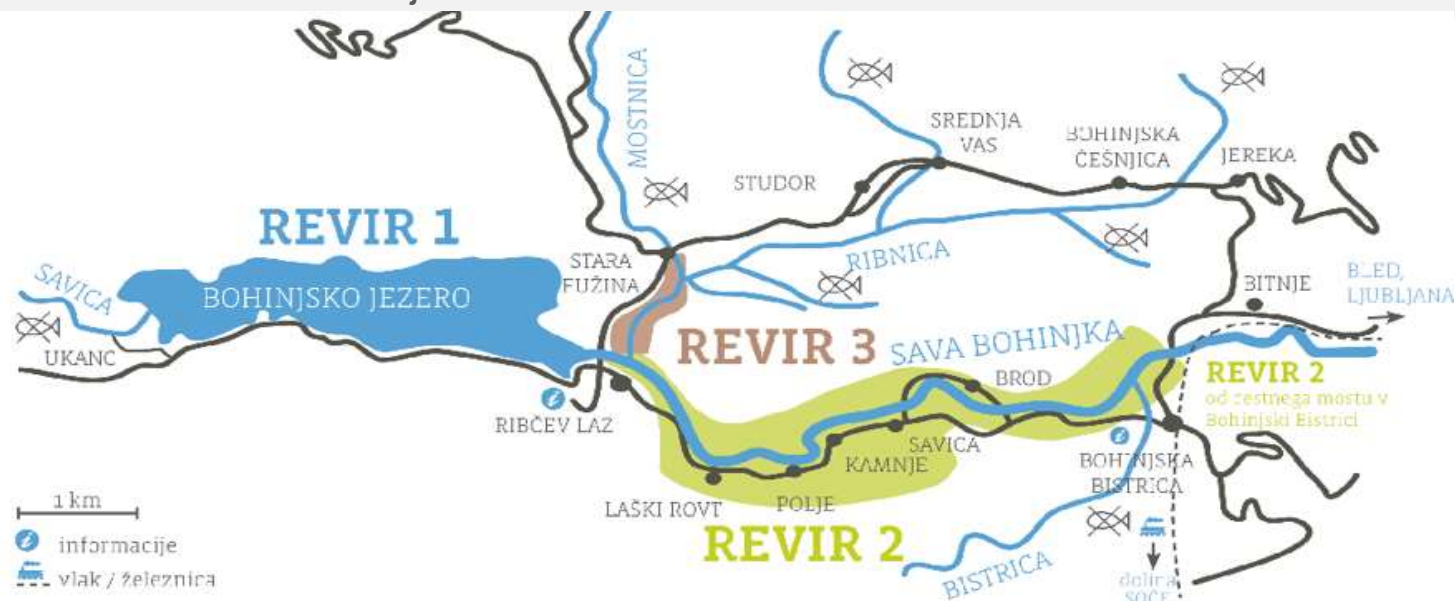 MOSTNICA
SREDNJA
VAS
BOHINJSKA
ČEŠNJICA
JEREKA
STUDOR
REVIR 1
SAVICA
BOHINJSKO JEZERO
STARA
FUŽINA
RIBNICA
BITNJE
BLED,
LJUBLJANA
UKANC
REVIR 3
SAVA BOHINJKA
BROD
REVIR 2
od cestnega mostu v
Bohinjski Bistrici
RIBČEV LAZ
SAVICA
KAMNJE
BOHINJSKA
BISTRICA
LAŠKI ROVT
POLJE
REVIR 2
BISTRICA
1 km
informacije
vlak / železnica
dolina
SOČE